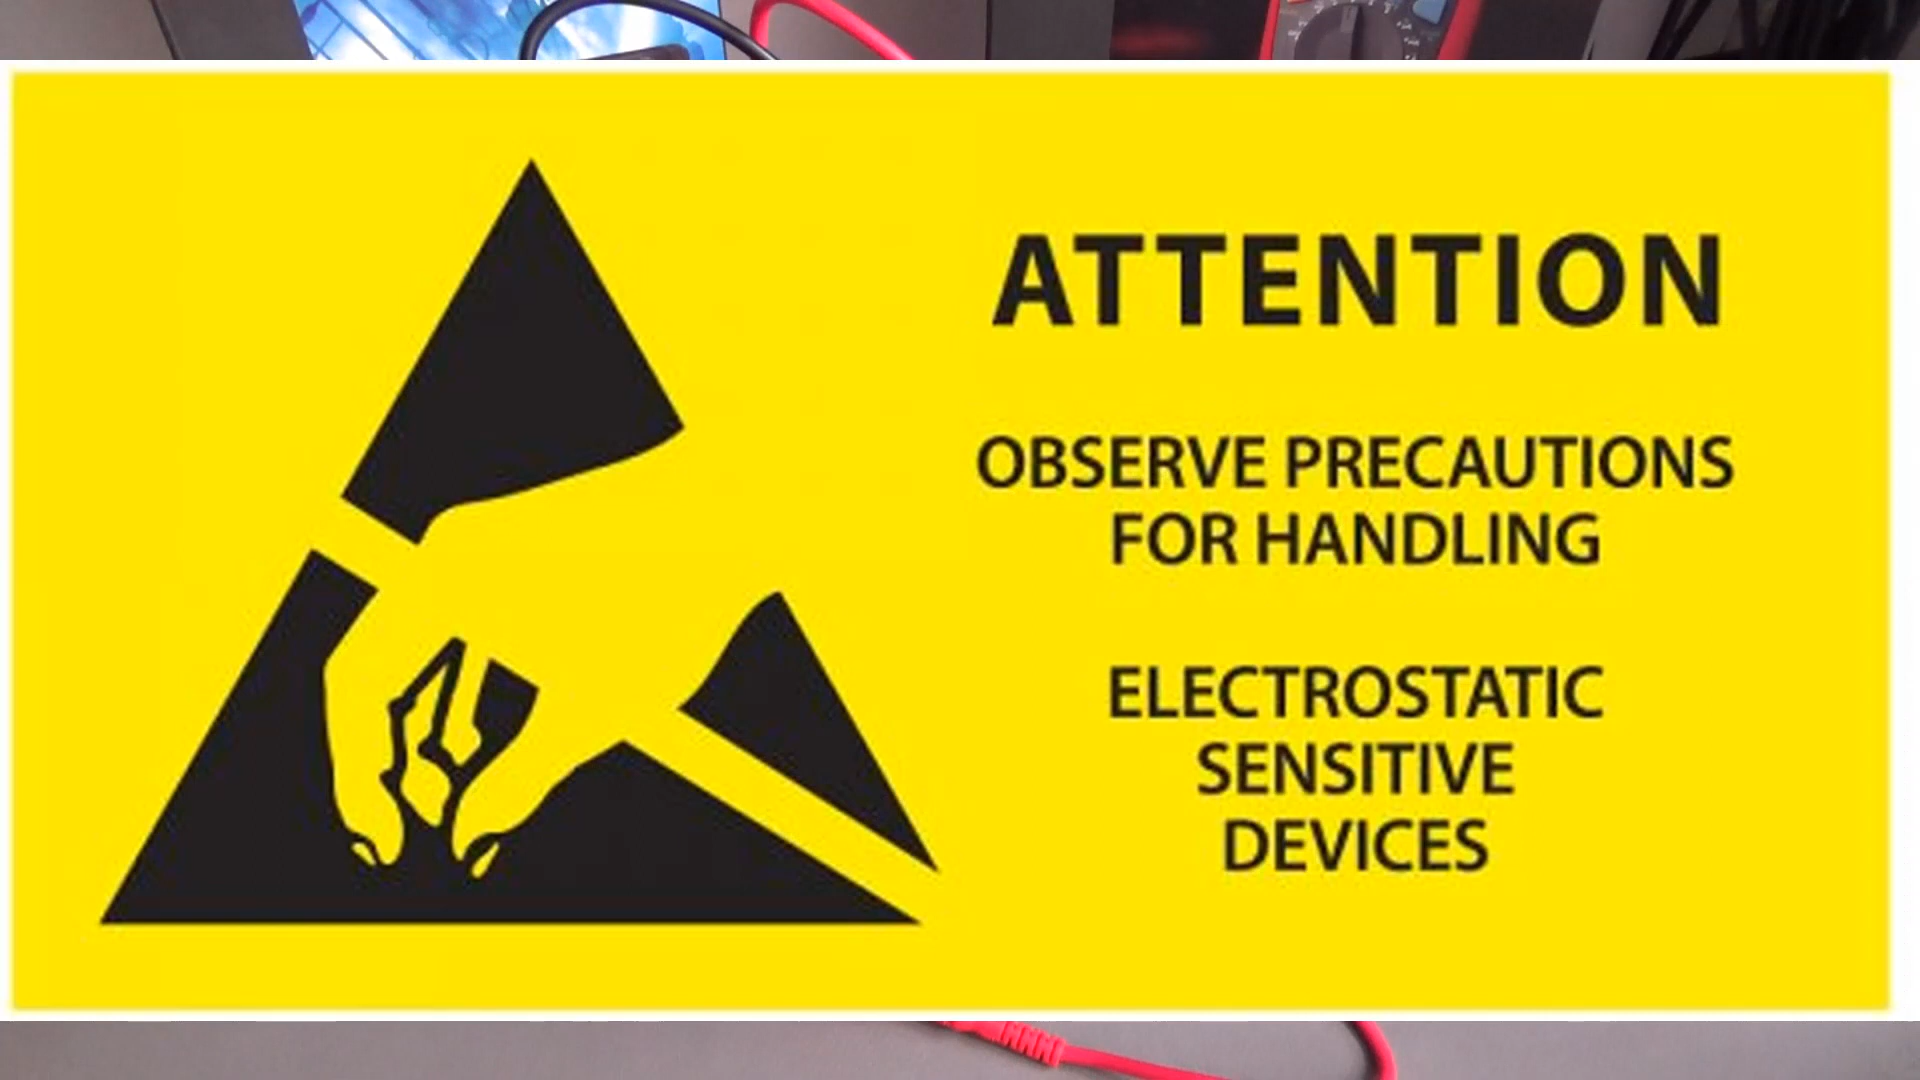 ATTENTION
OBSERVE PRECAUTIONS
FOR HANDLING
ELECTROSTATIC
SENSITIVE
DEVICES